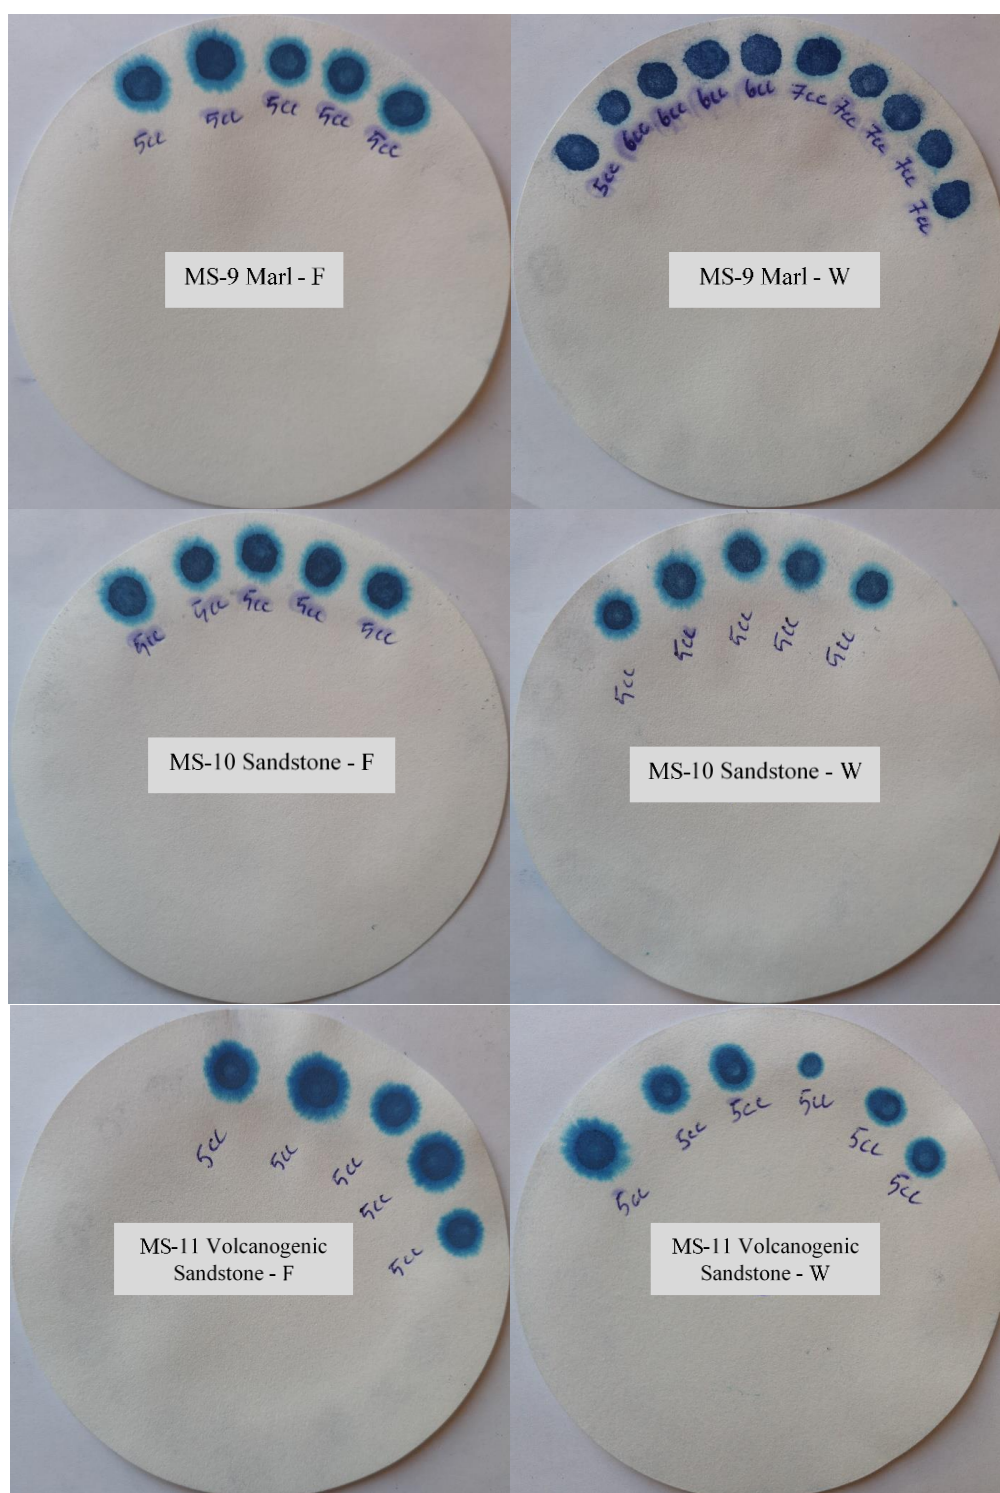 5cc
5cc
5cc
5cc
5cc
MS-9 Marl - F
5cc
6cc
6cc
6cc
6cc
7cc
7cc
7cc
7cc
7cc
MS-9 Marl - W
5cc
5cc
5cc
5cc
5cc
MS-10 Sandstone - F
5cc
5cc
5cc
5cc
5cc
MS-10 Sandstone - W
5cc
5cc
5cc
5cc
5cc
MS-11 Volcanogenic
Sandstone - F
5cc
5cc
5cc
5cc
5cc
5cc
MS-11 Volcanogenic
Sandstone - W